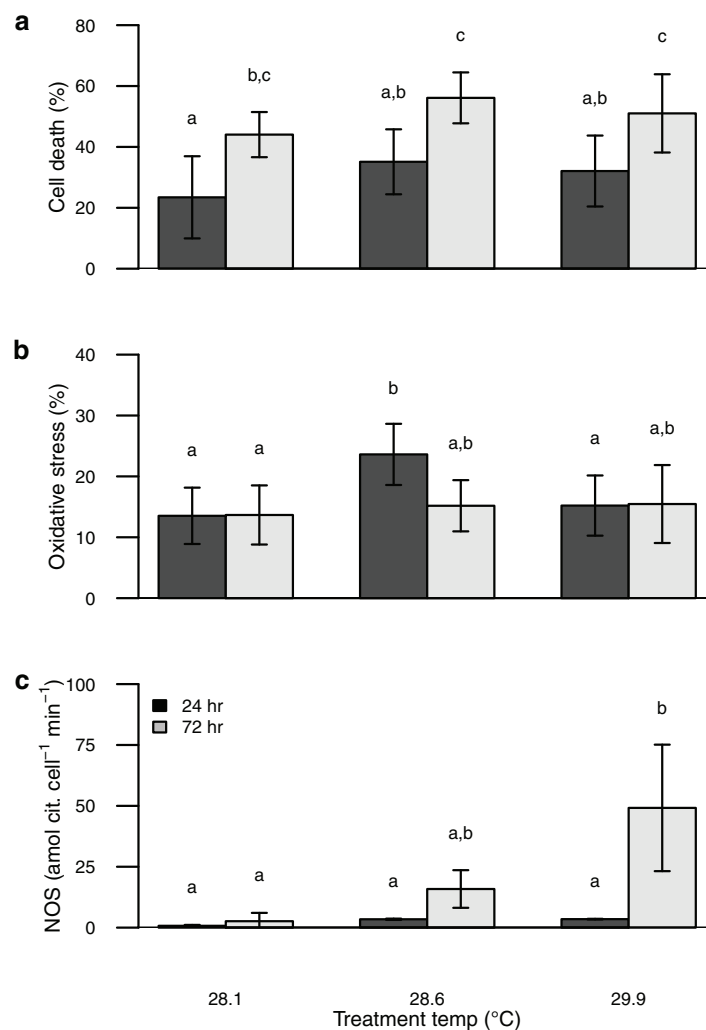 a
Cell death (%)
80
60
40
20
0
a
b,c
a,b
c
a,b
c
b
Oxidative stress (%)
40
30
20
10
0
a
a
b
a,b
a
a,b
c
NOS (amol cit. cell⁻¹ min⁻¹)
100
75
50
25
0
24 hr
72 hr
a
a
a
a,b
a
b
28.1 28.6 29.9
Treatment temp (°C)